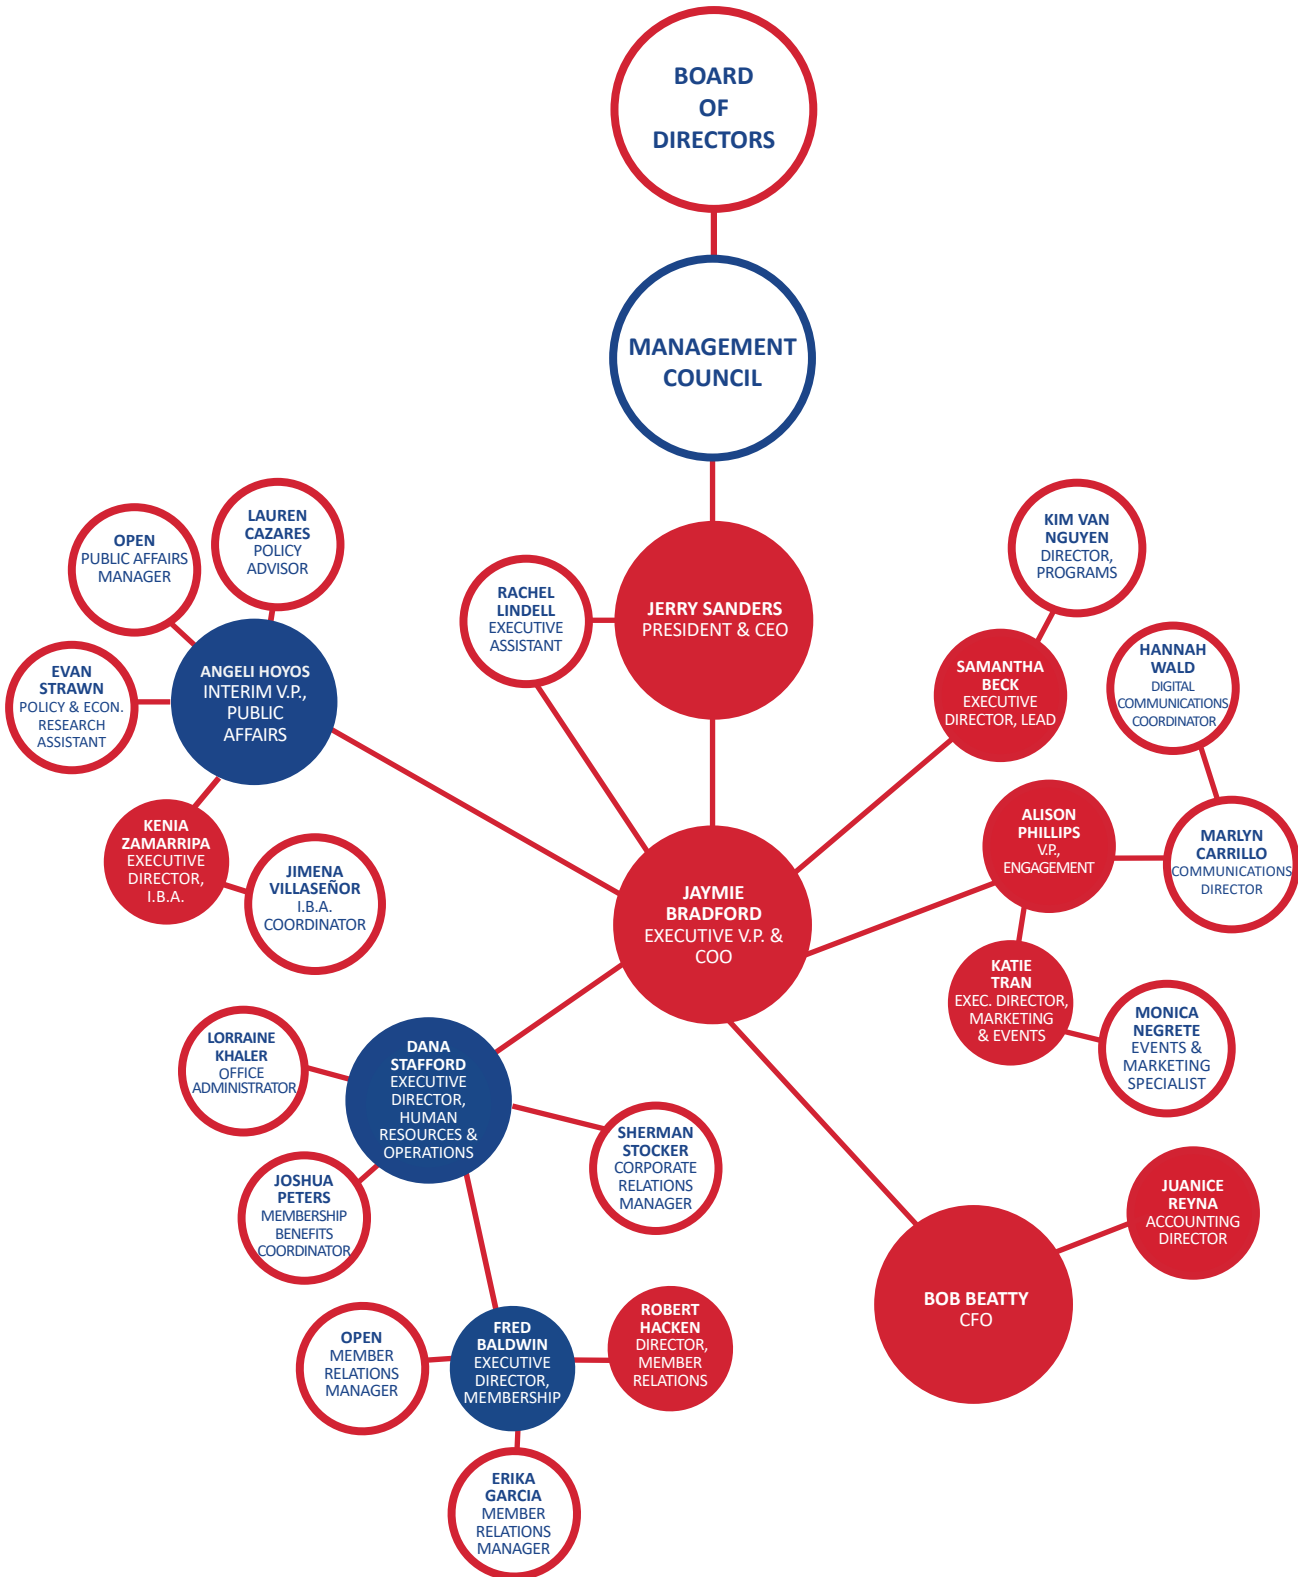 BOARD
OF
DIRECTORS
MANAGEMENT
COUNCIL
JERRY SANDERS
PRESIDENT & CEO
RACHEL
LINDELL
EXECUTIVE
ASSISTANT
LAUREN
CAZARES
POLICY
ADVISOR
OPEN
PUBLIC AFFAIRS
MANAGER
EVAN
STRAWN
POLICY & ECON.
RESEARCH
ASSISTANT
ANGELI HOYOS
INTERIM V.P.,
PUBLIC
AFFAIRS
KENIA
ZAMARRIPA
EXECUTIVE
DIRECTOR,
I.B.A.
JIMENA
VILLASEÑOR
I.B.A.
COORDINATOR
KIM VAN
NGUYEN
DIRECTOR,
PROGRAMS
SAMANTHA
BECK
EXECUTIVE
DIRECTOR, LEAD
HANNAH
WALD
DIGITAL
COMMUNICATIONS
COORDINATOR
ALISON
PHILLIPS
V.P.,
ENGAGEMENT
MARLYN
CARRILLO
COMMUNICATIONS
DIRECTOR
JAYMIE
BRADFORD
EXECUTIVE V.P. &
COO
KATIE
TRAN
EXEC. DIRECTOR,
MARKETING
& EVENTS
MONICA
NEGRETE
EVENTS &
MARKETING
SPECIALIST
LORRAINE
KHALER
OFFICE
ADMINISTRATOR
DANA
STAFFORD
EXECUTIVE
DIRECTOR,
HUMAN
RESOURCES &
OPERATIONS
SHERMAN
STOCKER
CORPORATE
RELATIONS
MANAGER
JOSHUA
PETERS
MEMBERSHIP
BENEFITS
COORDINATOR
JUANICE
REYNA
ACCOUNTING
DIRECTOR
BOB BEATTY
CFO
OPEN
MEMBER
RELATIONS
MANAGER
FRED
BALDWIN
EXECUTIVE
DIRECTOR,
MEMBERSHIP
ROBERT
HACKEN
DIRECTOR,
MEMBER
RELATIONS
ERIKA
GARCIA
MEMBER
RELATIONS
MANAGER